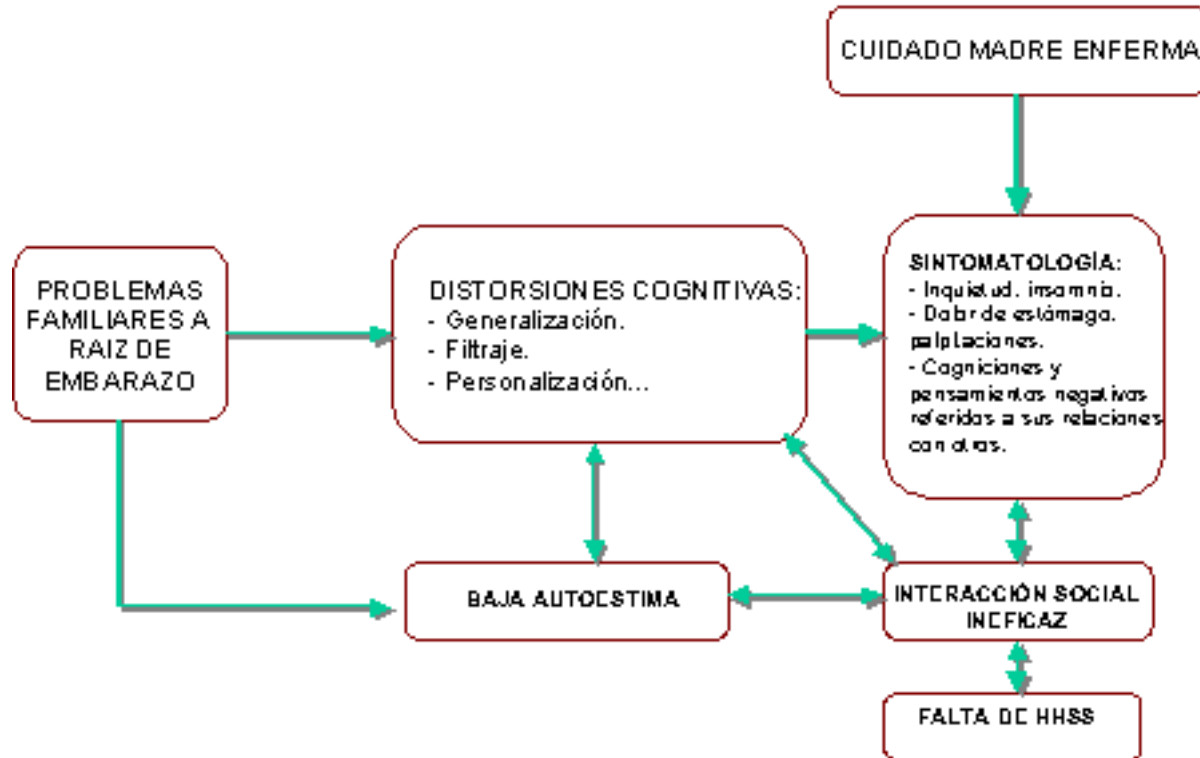 CUIDADO MADRE ENFERMA
PROBLEMAS
FAMILIARES A
RAIZ DE
EMBARAZO
DISTORSIONES COGNITIVAS:
- Generalización.
- Filtraje.
- Personalización...
SINTOMATOLOGÍA:
- Inquietud, insomnio.
- Dolor de estómago,
palpitaciones.
- Cogniciones y
pensamientos negativos
referidos a sus relaciones
con otros.
BAJA AUTOESTIMA
INTERACCIÓN SOCIAL
INEFICAZ
FALTA DE HHSS